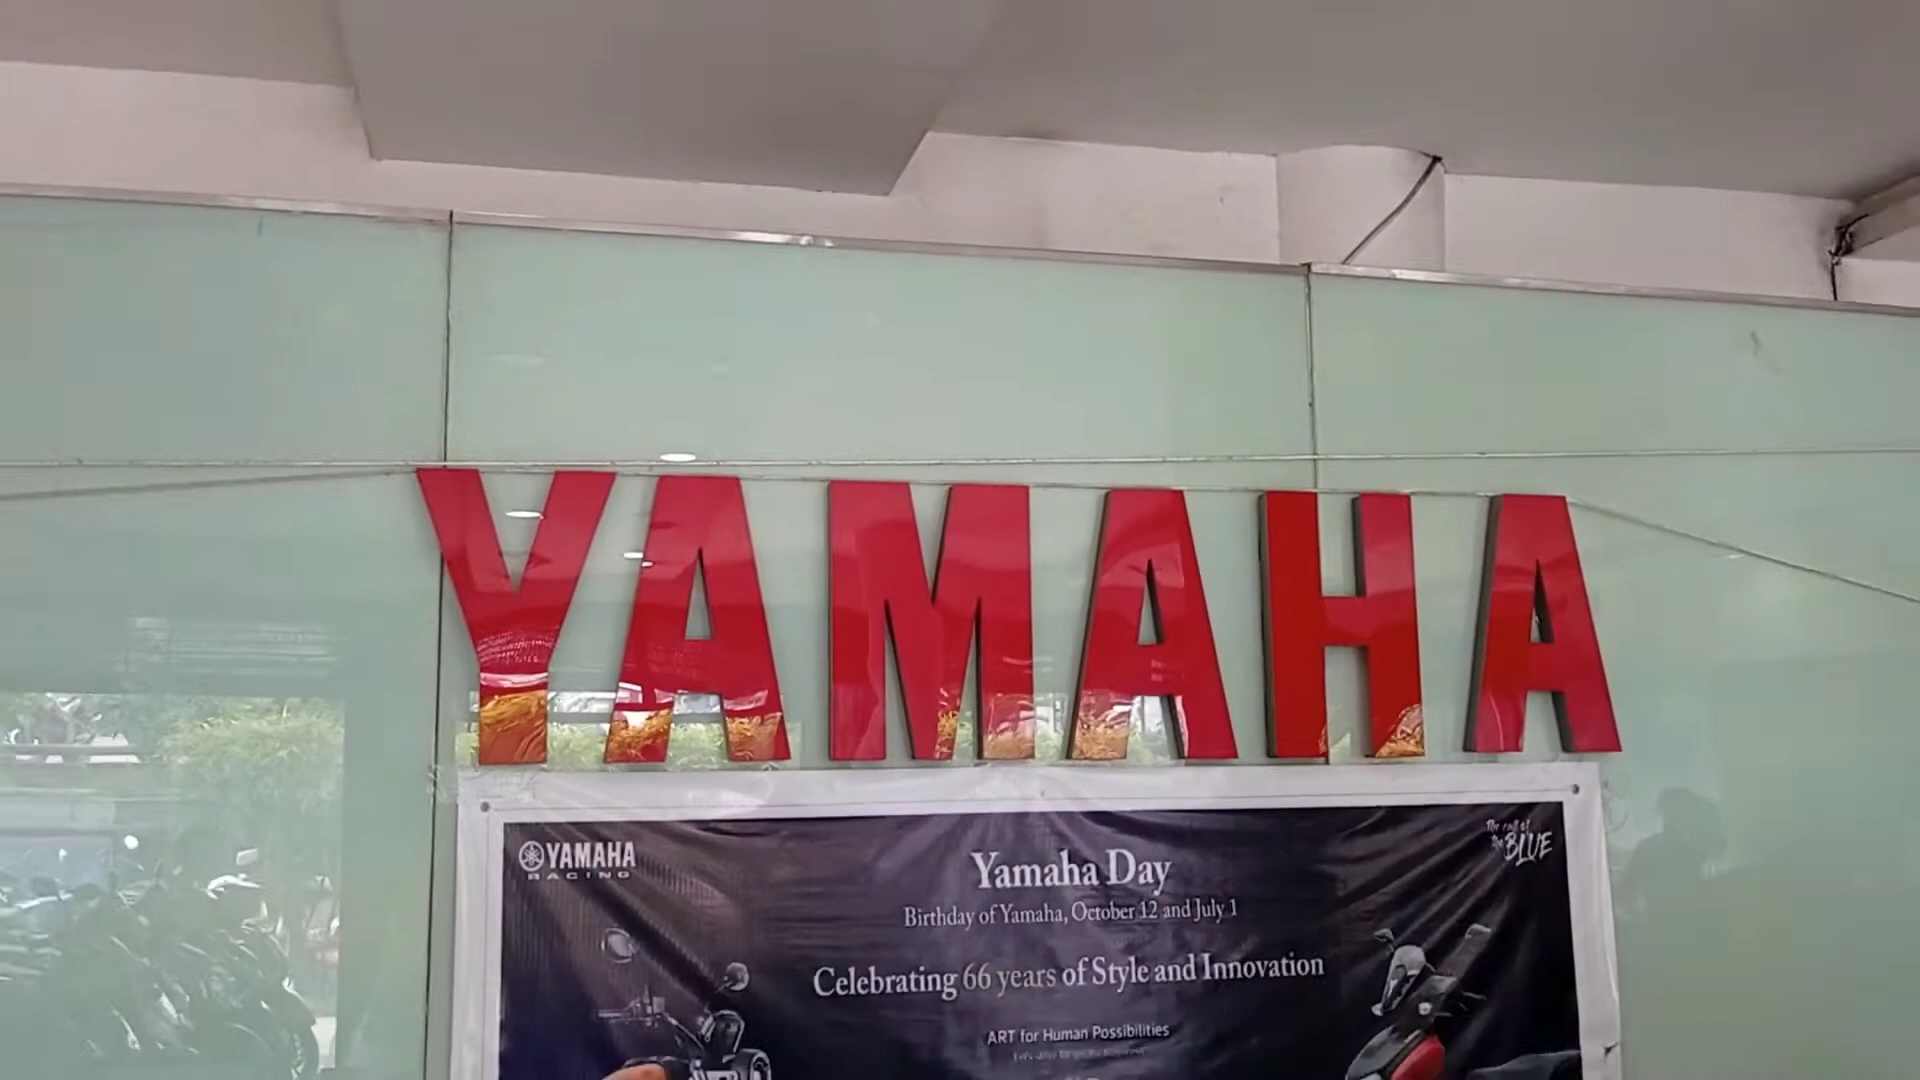 YAMAHA
YAMAHA
RACING
The call of
the BLUE
Yamaha Day
Birthday of Yamaha, October 12 and July 1
Celebrating 66 years of Style and Innovation
ART for Human Possibilities